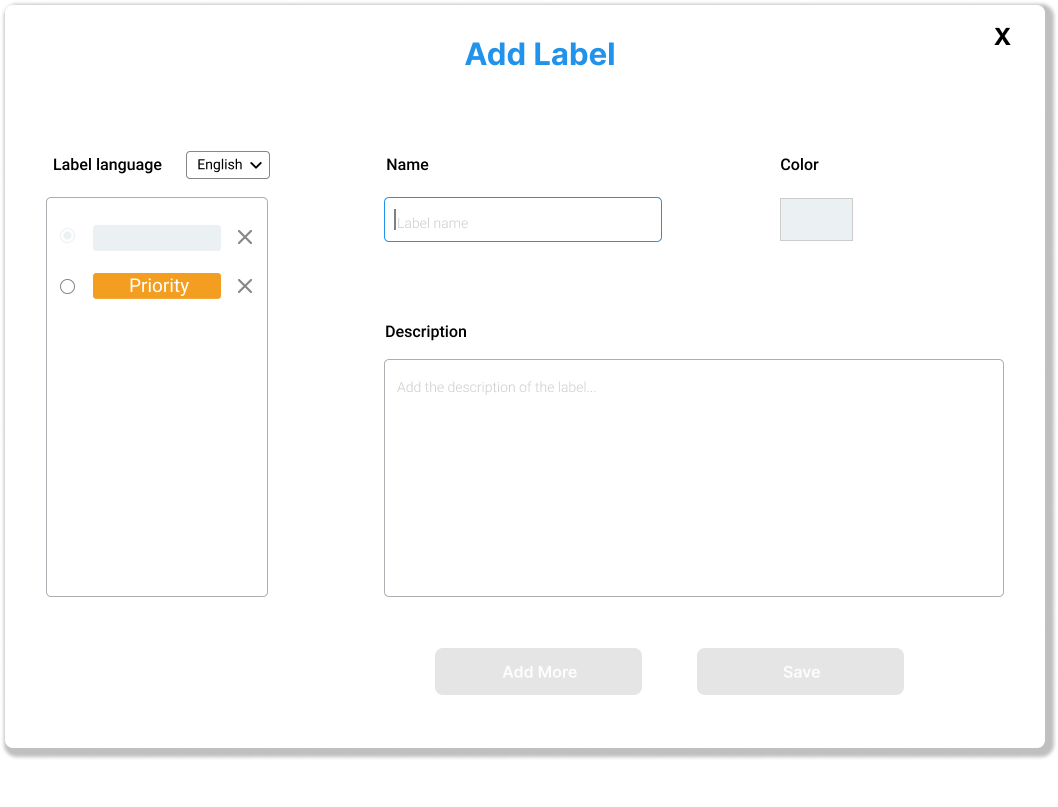 X
Add Label
Label language
English
Name
Color
Label name
Priority
Description
Add the description of the label...
Add More
Save